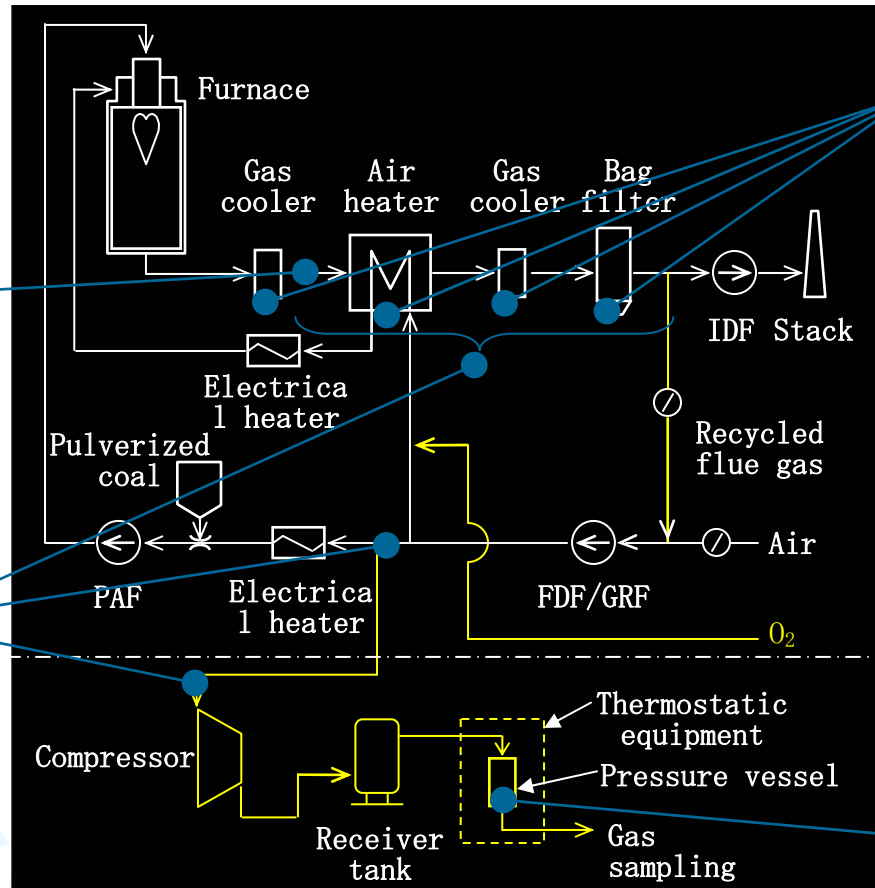 Furnace
Gas
cooler
Air
heater
Gas
cooler
Bag
filter
IDF
Stack
Electrica
l heater
Pulverized
coal
Recycled
flue gas
Air
PAF
Electrica
l heater
FDF/GRF
O₂
Thermostatic
equipment
Compressor
Pressure vessel
Receiver
tank
Gas
sampling